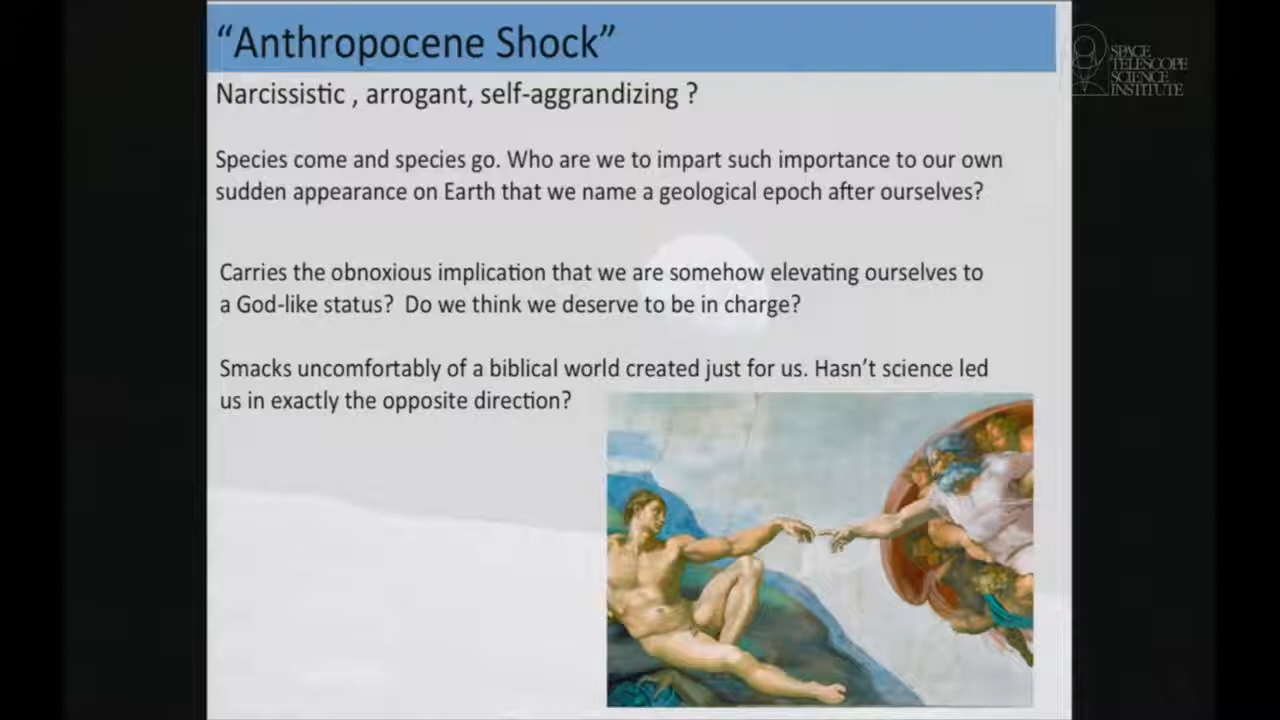 “Anthropocene Shock”
SPACE
TELESCOPE
SCIENCE
INSTITUTE
Narcissistic , arrogant, self-aggrandizing ?
Species come and species go. Who are we to impart such importance to our own
sudden appearance on Earth that we name a geological epoch after ourselves?
Carries the obnoxious implication that we are somehow elevating ourselves to
a God-like status?  Do we think we deserve to be in charge?
Smacks uncomfortably of a biblical world created just for us. Hasn’t science led
us in exactly the opposite direction?